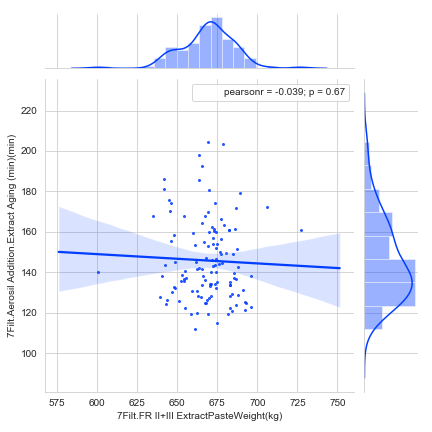 pearsonr = -0.039; p = 0.67
220
200
180
160
140
120
100
7Filt.Aerosil Addition.Extract Aging (min)(min)
575 600 625 650 675 700 725 750
7Filt.FR II+III ExtractPasteWeight(kg)